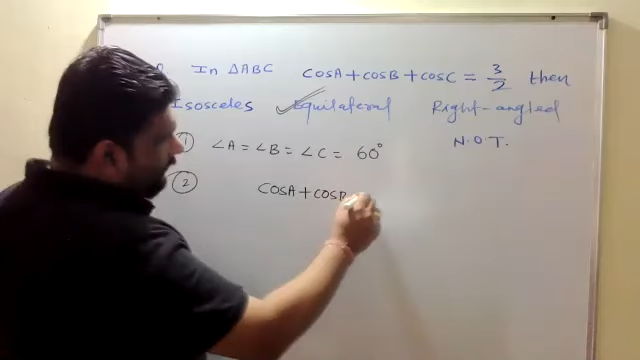 In ΔABC cosA + cosB + cosC = 3/2 then
Isosceles ✓ Equilateral Right-angled
N.O.T.
① ∠A = ∠B = ∠C = 60°
② cosA + cosB